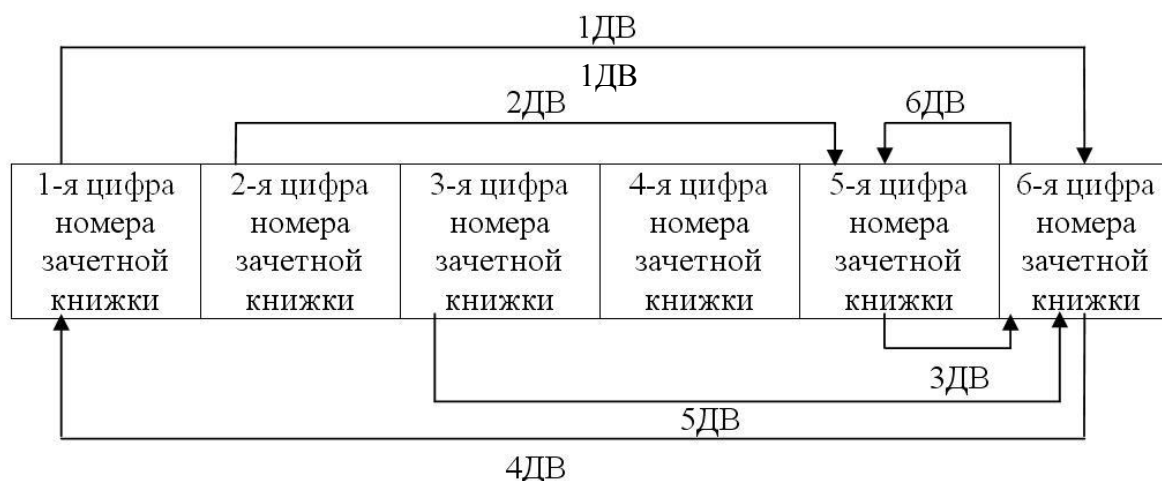 1ДВ
1ДВ
2ДВ
6ДВ
1-я цифра
номера
зачетной
книжки
2-я цифра
номера
зачетной
книжки
3-я цифра
номера
зачетной
книжки
4-я цифра
номера
зачетной
книжки
5-я цифра
номера
зачетной
книжки
6-я цифра
номера
зачетной
книжки
3ДВ
5ДВ
4ДВ